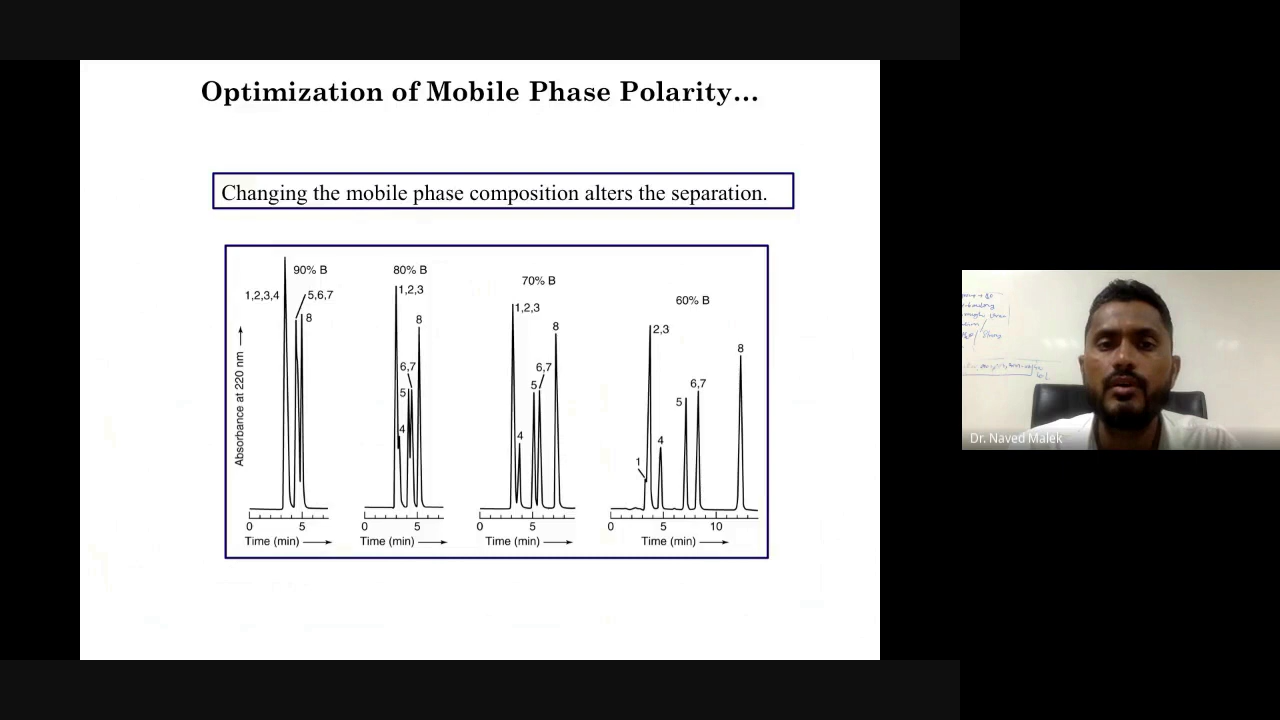 Optimization of Mobile Phase Polarity...
Changing the mobile phase composition alters the separation.
90% B
1,2,3,4
5,6,7
8
80% B
1,2,3
8
6,7
5
4
70% B
1,2,3
8
6,7
5
4
60% B
2,3
8
6,7
5
4
1
Absorbance at 220 nm
0 5
Time (min)
0 5
Time (min)
0 5
Time (min)
0 5 10
Time (min)
Dr. Naved Malek